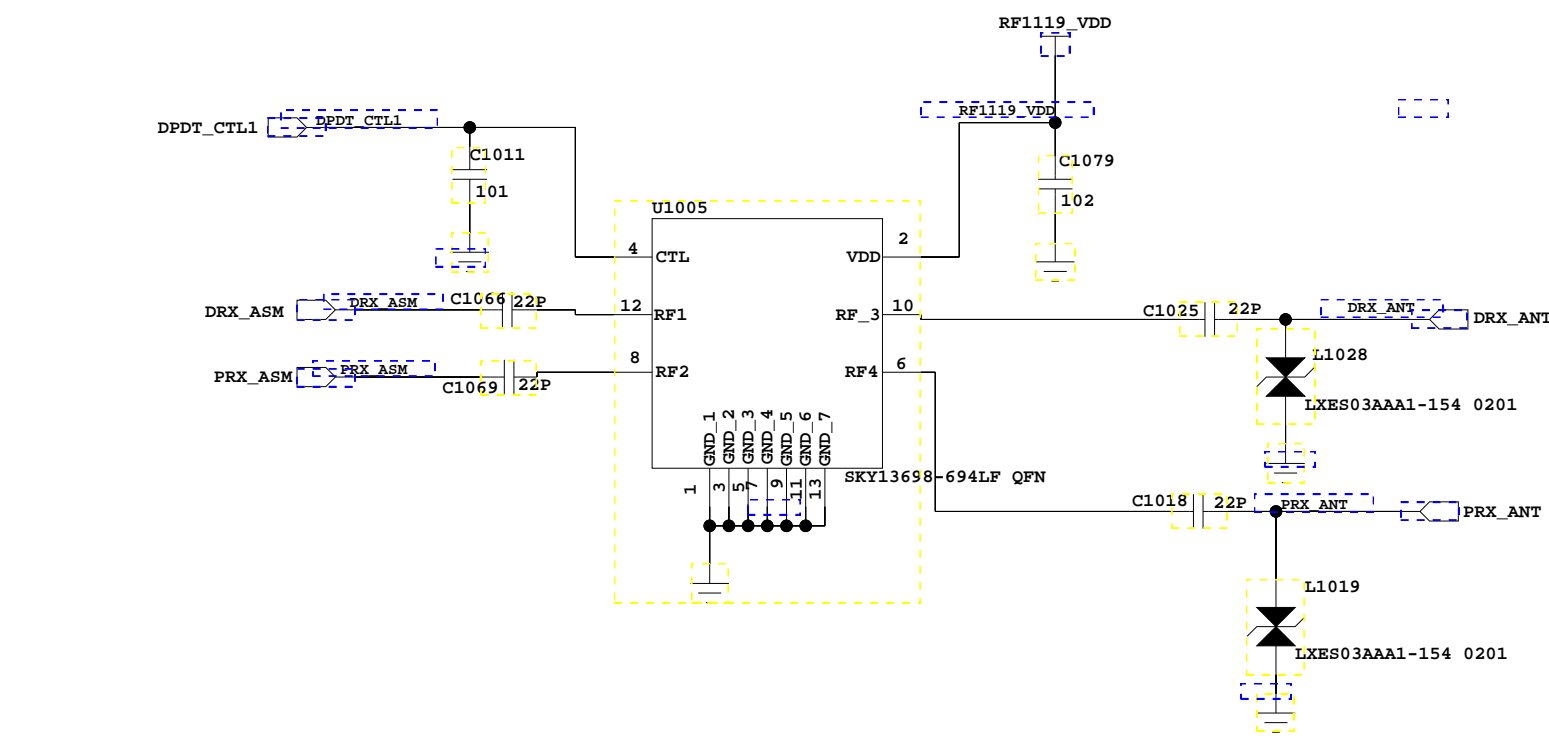 RF1119_VDD
RF1119_VDD
DPDT_CTL1
DPDT_CTL1
C1011
101
C1079
102
U1005
4
CTL
VDD
2
DRX_ASM
DRX_ASM
C1066
22P
12
RF1
RF_3
10
C1025
22P
DRX_ANT
DRX_ANT
PRX_ASM
PRX_ASM
C1069
22P
8
RF2
RF4
6
L1028
LXES03AAA1-154 0201
GND_1
GND_2
GND_3
GND_4
GND_5
GND_6
GND_7
1
3
5
7
9
11
13
SKY13698-694LF QFN
C1018
22P
PRX_ANT
PRX_ANT
L1019
LXES03AAA1-154 0201